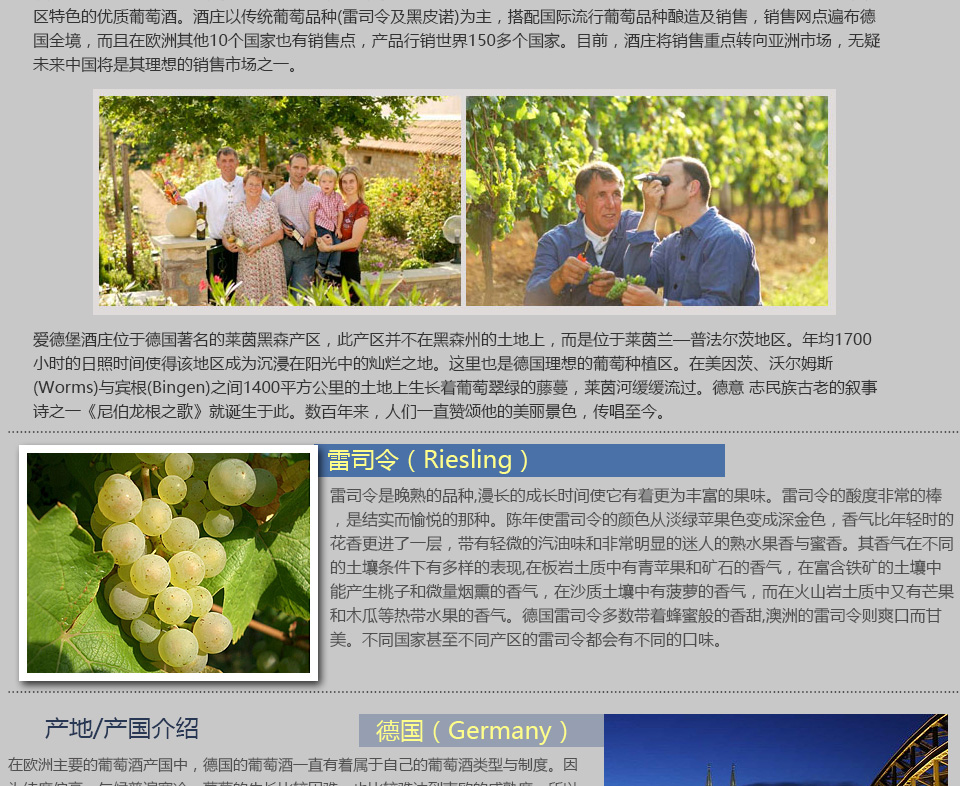 区特色的优质葡萄酒。酒庄以传统葡萄品种(雷司令及黑皮诺)为主，搭配国际流行葡萄品种酿造及销售，销售网点遍布德
国全境，而且在欧洲其他10个国家也有销售点，产品行销世界150多个国家。目前，酒庄将销售重点转向亚洲市场，无疑
未来中国将是其理想的销售市场之一。
爱德堡酒庄位于德国著名的莱茵黑森产区，此产区并不在黑森州的土地上，而是位于莱茵兰—普法尔茨地区。年均1700
小时的日照时间使得该地区成为沉浸在阳光中的灿烂之地。这里也是德国理想的葡萄种植区。在美因茨、沃尔姆斯
(Worms)与宾根(Bingen)之间1400平方公里的土地上生长着葡萄翠绿的藤蔓，莱茵河缓缓流过。德意 志民族古老的叙事
诗之一《尼伯龙根之歌》就诞生于此。数百年来，人们一直赞颂他的美丽景色，传唱至今。
雷司令（Riesling）
雷司令是晚熟的品种,漫长的成长时间使它有着更为丰富的果味。雷司令的酸度非常的棒
，是结实而愉悦的那种。陈年使雷司令的颜色从淡绿苹果色变成深金色，香气比年轻时的
花香更进了一层，带有轻微的汽油味和非常明显的迷人的熟水果香与蜜香。其香气在不同
的土壤条件下有多样的表现,在板岩土质中有青苹果和矿石的香气，在富含铁矿的土壤中
能产生桃子和微量烟熏的香气，在沙质土壤中有菠萝的香气，而在火山岩土质中又有芒果
和木瓜等热带水果的香气。德国雷司令多数带着蜂蜜般的香甜,澳洲的雷司令则爽口而甘
美。不同国家甚至不同产区的雷司令都会有不同的口味。
产地/产国介绍
德国（Germany）
在欧洲主要的葡萄酒产国中，德国的葡萄酒一直有着属于自己的葡萄酒类型与制度。因